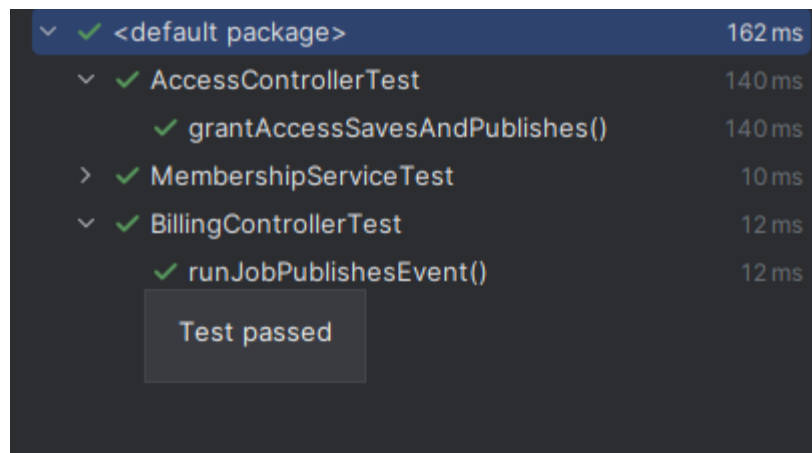 <default package> 162 ms
AccessControllerTest 140 ms
grantAccessSavesAndPublishes() 140 ms
MembershipServiceTest 10 ms
BillingControllerTest 12 ms
runJobPublishesEvent() 12 ms
Test passed